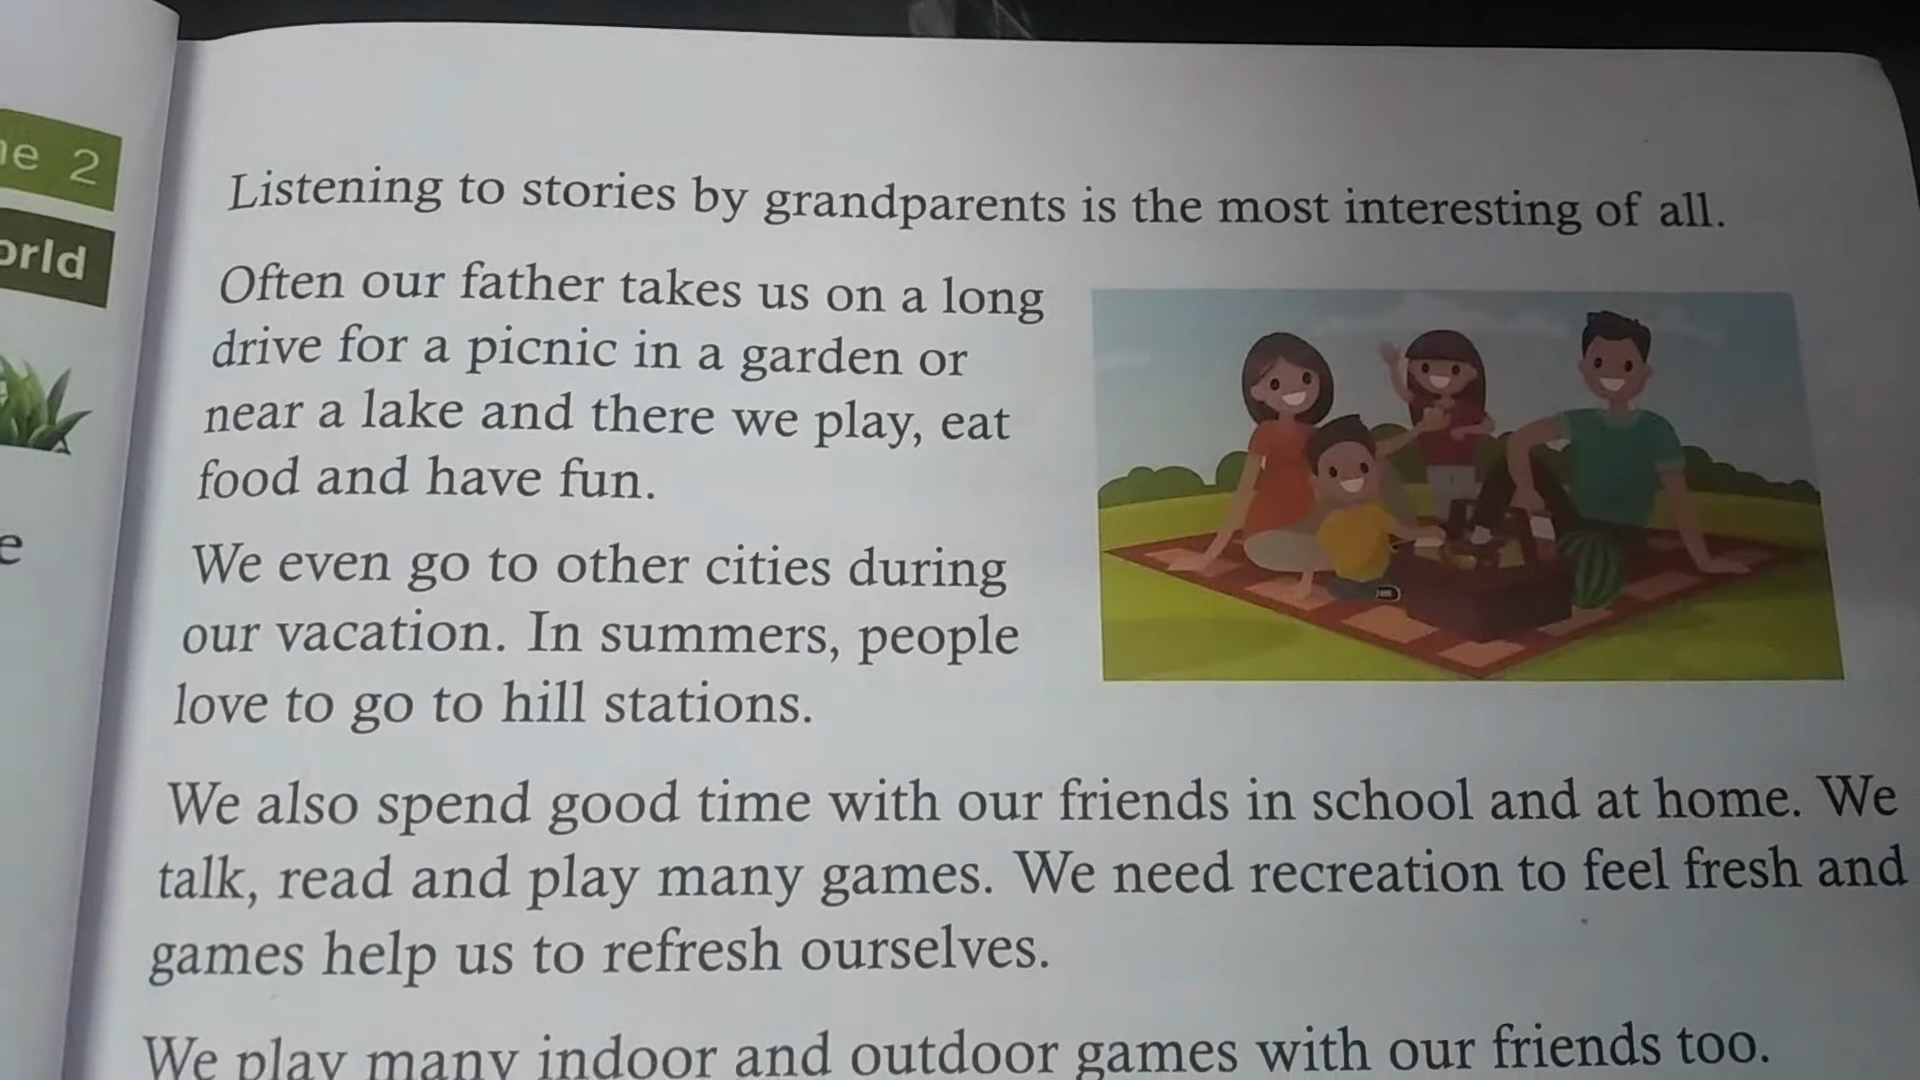 ne 2
orld
e
Listening to stories by grandparents is the most interesting of all.
Often our father takes us on a long
drive for a picnic in a garden or
near a lake and there we play, eat
food and have fun.
We even go to other cities during
our vacation. In summers, people
love to go to hill stations.
We also spend good time with our friends in school and at home. We
talk, read and play many games. We need recreation to feel fresh and
games help us to refresh ourselves.
We play many indoor and outdoor games with our friends too.